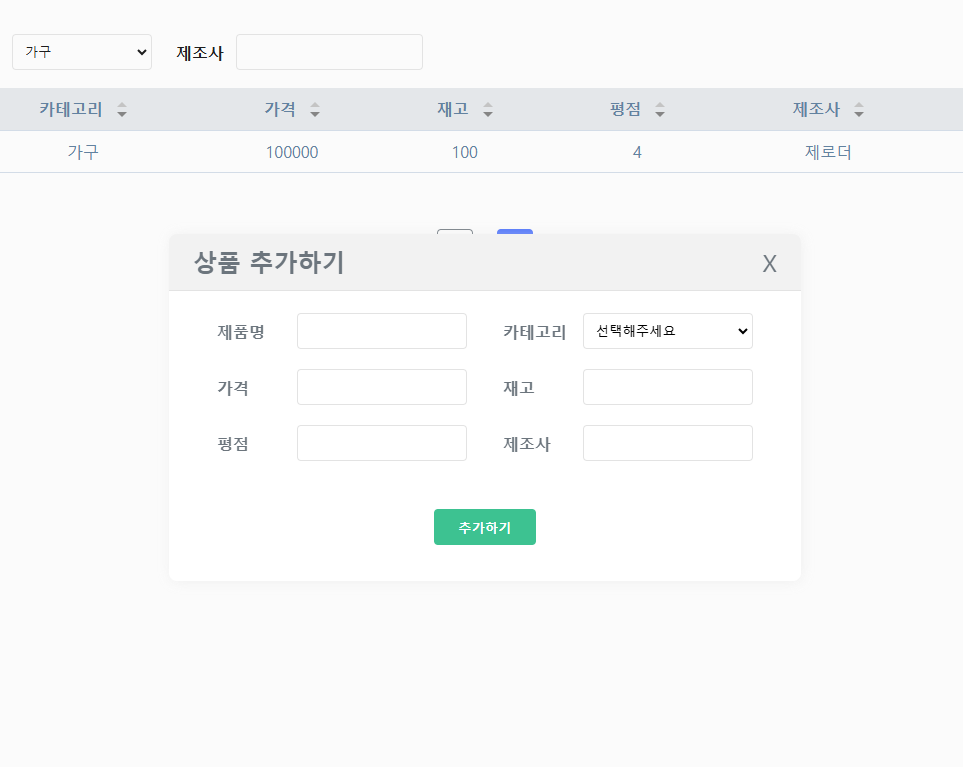 가구 제조사
카테고리 가격 재고 평점 제조사
가구 100000 100 4 제로더
상품 추가하기 X
제품명 카테고리 선택해주세요
가격 재고
평점 제조사
추가하기